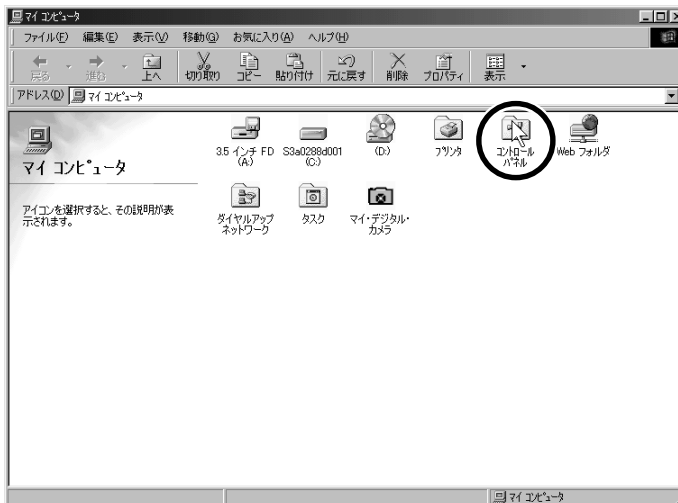 マイ コンピュータ
ファイル(F) 編集(E) 表示(V) 移動(G) お気に入り(A) ヘルプ(H)
戻る 進む 上へ 切り取り コピー 貼り付け 元に戻す 削除 プロパティ 表示
アドレス(D) マイ コンピュータ
マイ コンピュータ
アイコンを選択すると、その説明が表
示されます。
3.5 インチ FD
(A:)
S3a0288d001
(C:)
(D:)
プリンタ
コントロール
パネル
Web フォルダ
ダイヤルアップ
ネットワーク
タスク
マイ・デジタル・
カメラ
マイ コンピュータ